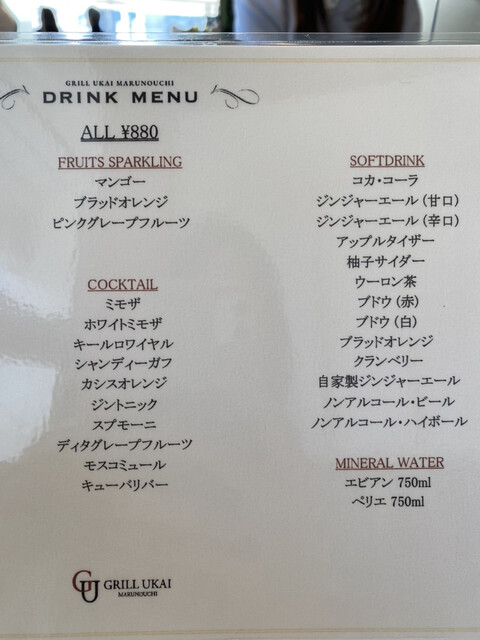 GRILL UKAI MARUNOUCHI
DRINK MENU
ALL ¥880
FRUITS SPARKLING
マンゴー
ブラッドオレンジ
ピンクグレープフルーツ
COCKTAIL
ミモザ
ホワイトミモザ
キールロワイヤル
シャンディーガフ
カシスオレンジ
ジントニック
スプモーニ
ディタグレープフルーツ
モスコミュール
キューバリバー
SOFTDRINK
コカ・コーラ
ジンジャーエール（甘口）
ジンジャーエール（辛口）
アップルタイザー
柚子サイダー
ウーロン茶
ブドウ（赤）
ブドウ（白）
ブラッドオレンジ
クランベリー
自家製ジンジャーエール
ノンアルコール・ビール
ノンアルコール・ハイボール
MINERAL WATER
エビアン 750ml
ペリエ 750ml
GU GRILL UKAI
MARUNOUCHI